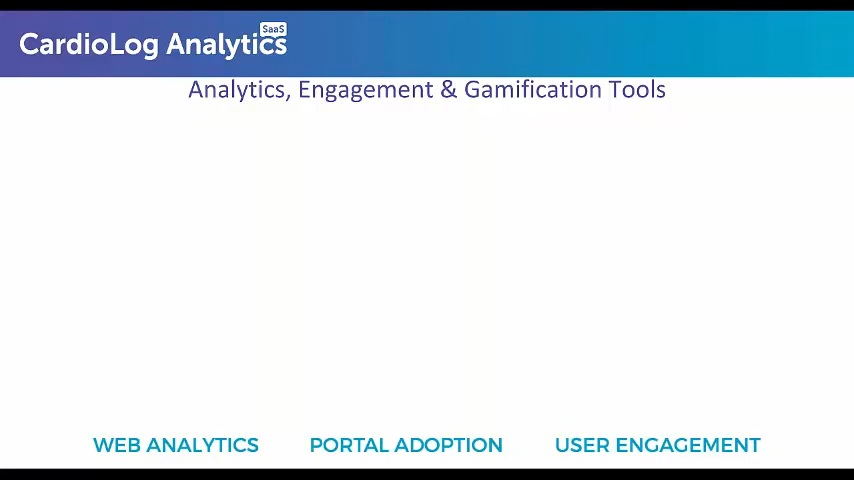 CardioLog Analytics SaaS
Analytics, Engagement & Gamification Tools
WEB ANALYTICS PORTAL ADOPTION USER ENGAGEMENT